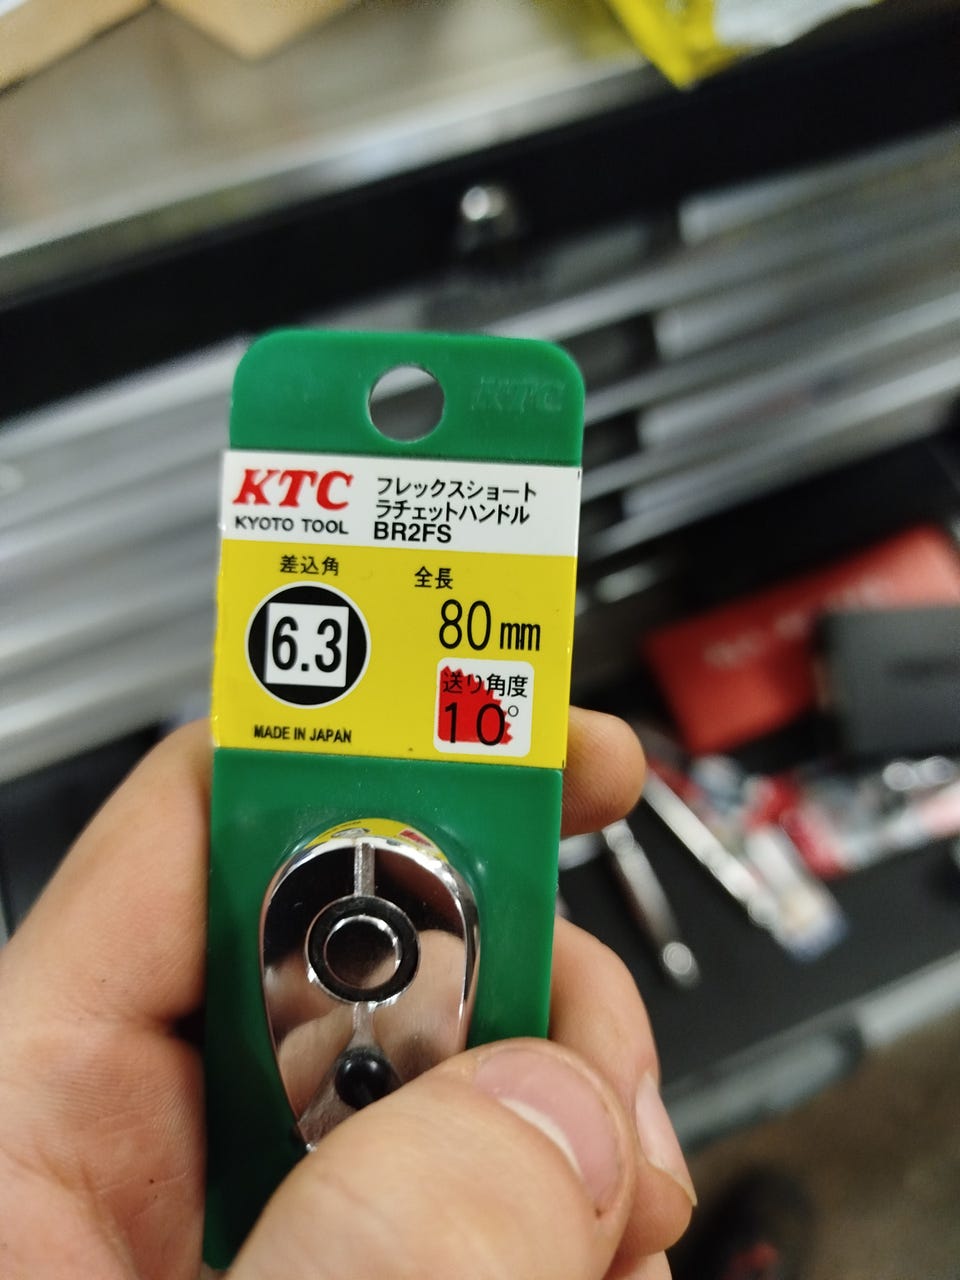 KTC
KTC
KYOTO TOOL
フレックスショート
ラチェットハンドル
BR2FS
差込角
6.3
全長
80mm
送り角度
10°
MADE IN JAPAN